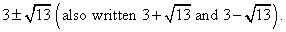 3±√13 (also written 3+√13 and 3−√13).